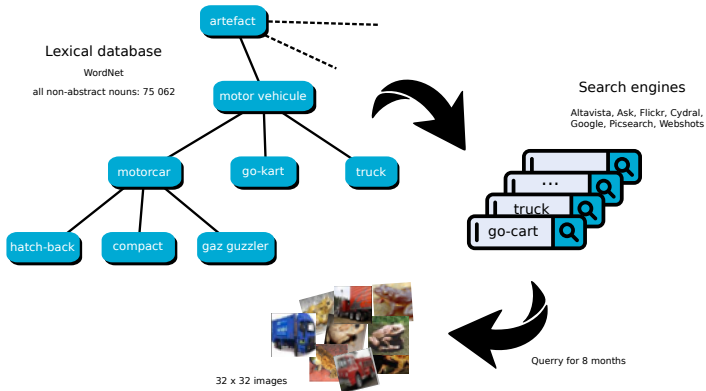 artefact
Lexical database
WordNet
all non-abstract nouns: 75 062
motor vehicule
motorcar
go-kart
truck
hatch-back
compact
gaz guzzler
Search engines
Altavista, Ask, Flickr, Cydral,
Google, Picsearch, Webshots
...
truck
go-cart
32 x 32 images
Querry for 8 months